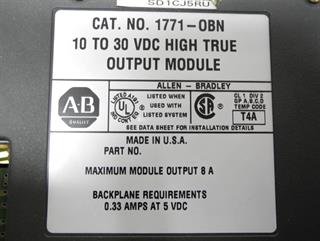 SD1CJ5RU
CAT. NO. 1771-OBN
10 TO 30 VDC HIGH TRUE
OUTPUT MODULE
ALLEN - BRADLEY
A-B
QUALITY
UL
LISTED WHEN
USED WITH
LISTED SYSTEM
SA
CL 1 DIV 2
GP A,B,C,D
TEMP CODE
T4A
SEE DATA SHEET FOR INSTALLATION DETAILS
MADE IN U.S.A.
PART NO.
MAXIMUM MODULE OUTPUT 8 A
BACKPLANE REQUIREMENTS
0.33 AMPS AT 5 VDC